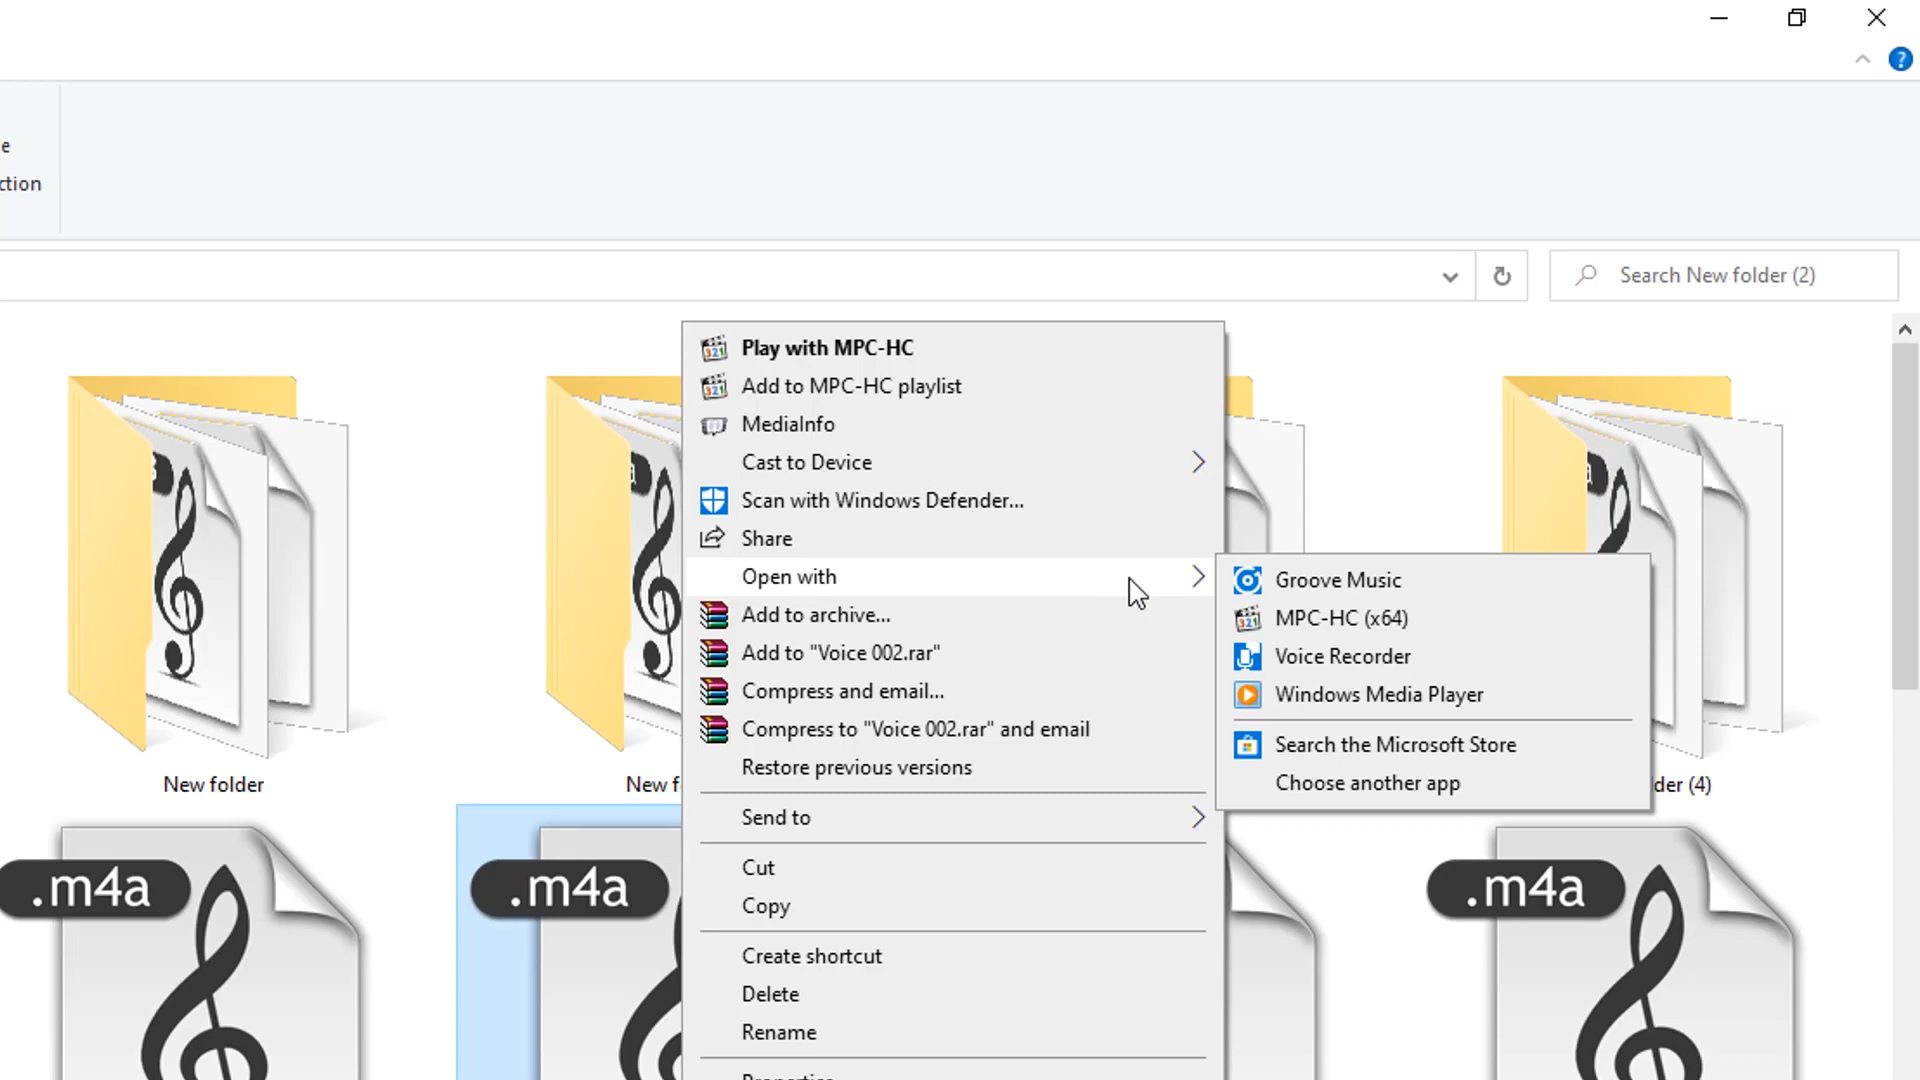 e
ction
Search New folder (2)
Play with MPC-HC
Add to MPC-HC playlist
MediaInfo
Cast to Device
Scan with Windows Defender...
Share
Open with
Add to archive...
Add to "Voice 002.rar"
Compress and email...
Compress to "Voice 002.rar" and email
Restore previous versions
Send to
Cut
Copy
Create shortcut
Delete
Rename
Properties
Groove Music
MPC-HC (x64)
Voice Recorder
Windows Media Player
Search the Microsoft Store
Choose another app
New folder
New f
der (4)
.m4a
.m4a
.m4a